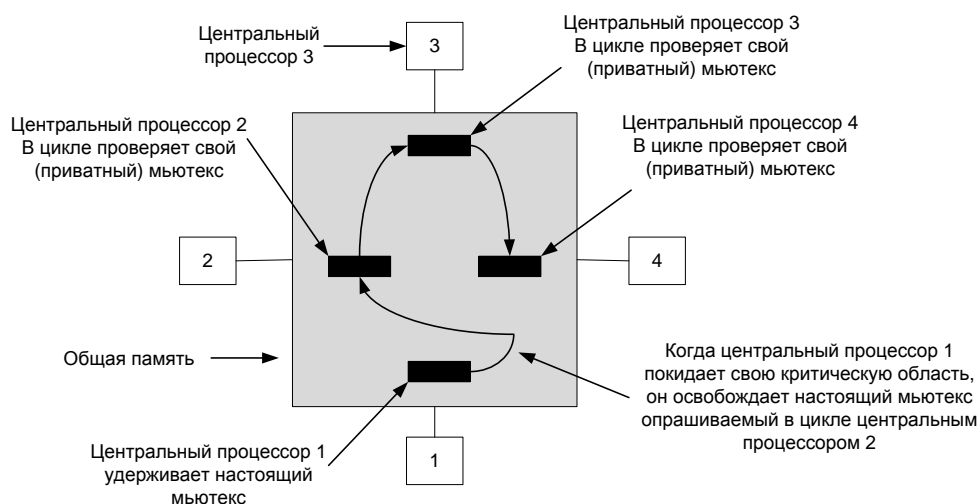 Центральный
процессор 3
3
Центральный процессор 3
В цикле проверяет свой
(приватный) мьютекс
Центральный процессор 2
В цикле проверяет свой
(приватный) мьютекс
Центральный процессор 4
В цикле проверяет свой
(приватный) мьютекс
2
4
Общая память
Когда центральный процессор 1
покидает свою критическую область,
он освобождает настоящий мьютекс
опрашиваемый в цикле центральным
процессором 2
Центральный процессор 1
удерживает настоящий
мьютекс
1